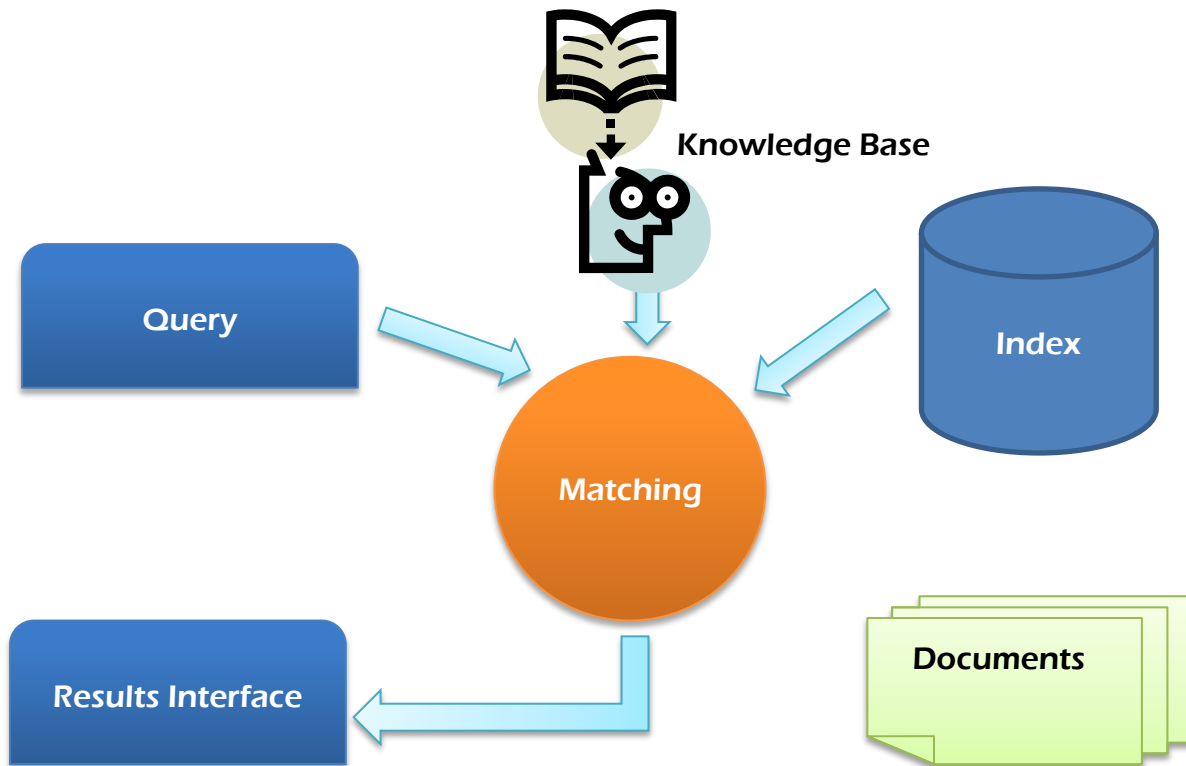 Knowledge Base
Query
Index
Matching
Results Interface
Documents